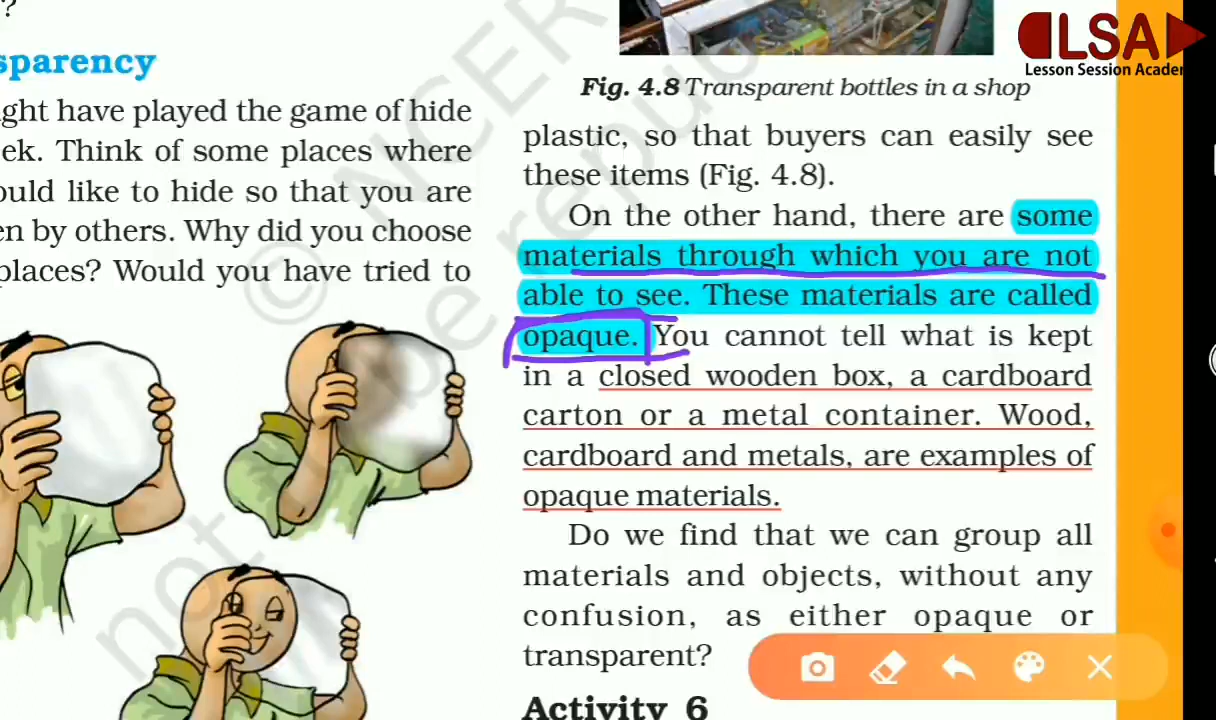 ?
sparency
ght have played the game of hide
ek. Think of some places where
ould like to hide so that you are
en by others. Why did you choose
places? Would you have tried to
LSA
Lesson Session Academ
Fig. 4.8 Transparent bottles in a shop
plastic, so that buyers can easily see
these items (Fig. 4.8).
On the other hand, there are some
materials through which you are not
able to see. These materials are called
opaque. You cannot tell what is kept
in a closed wooden box, a cardboard
carton or a metal container. Wood,
cardboard and metals, are examples of
opaque materials.
Do we find that we can group all
materials and objects, without any
confusion, as either opaque or
transparent?
Activity 6
© NCER
not be repub